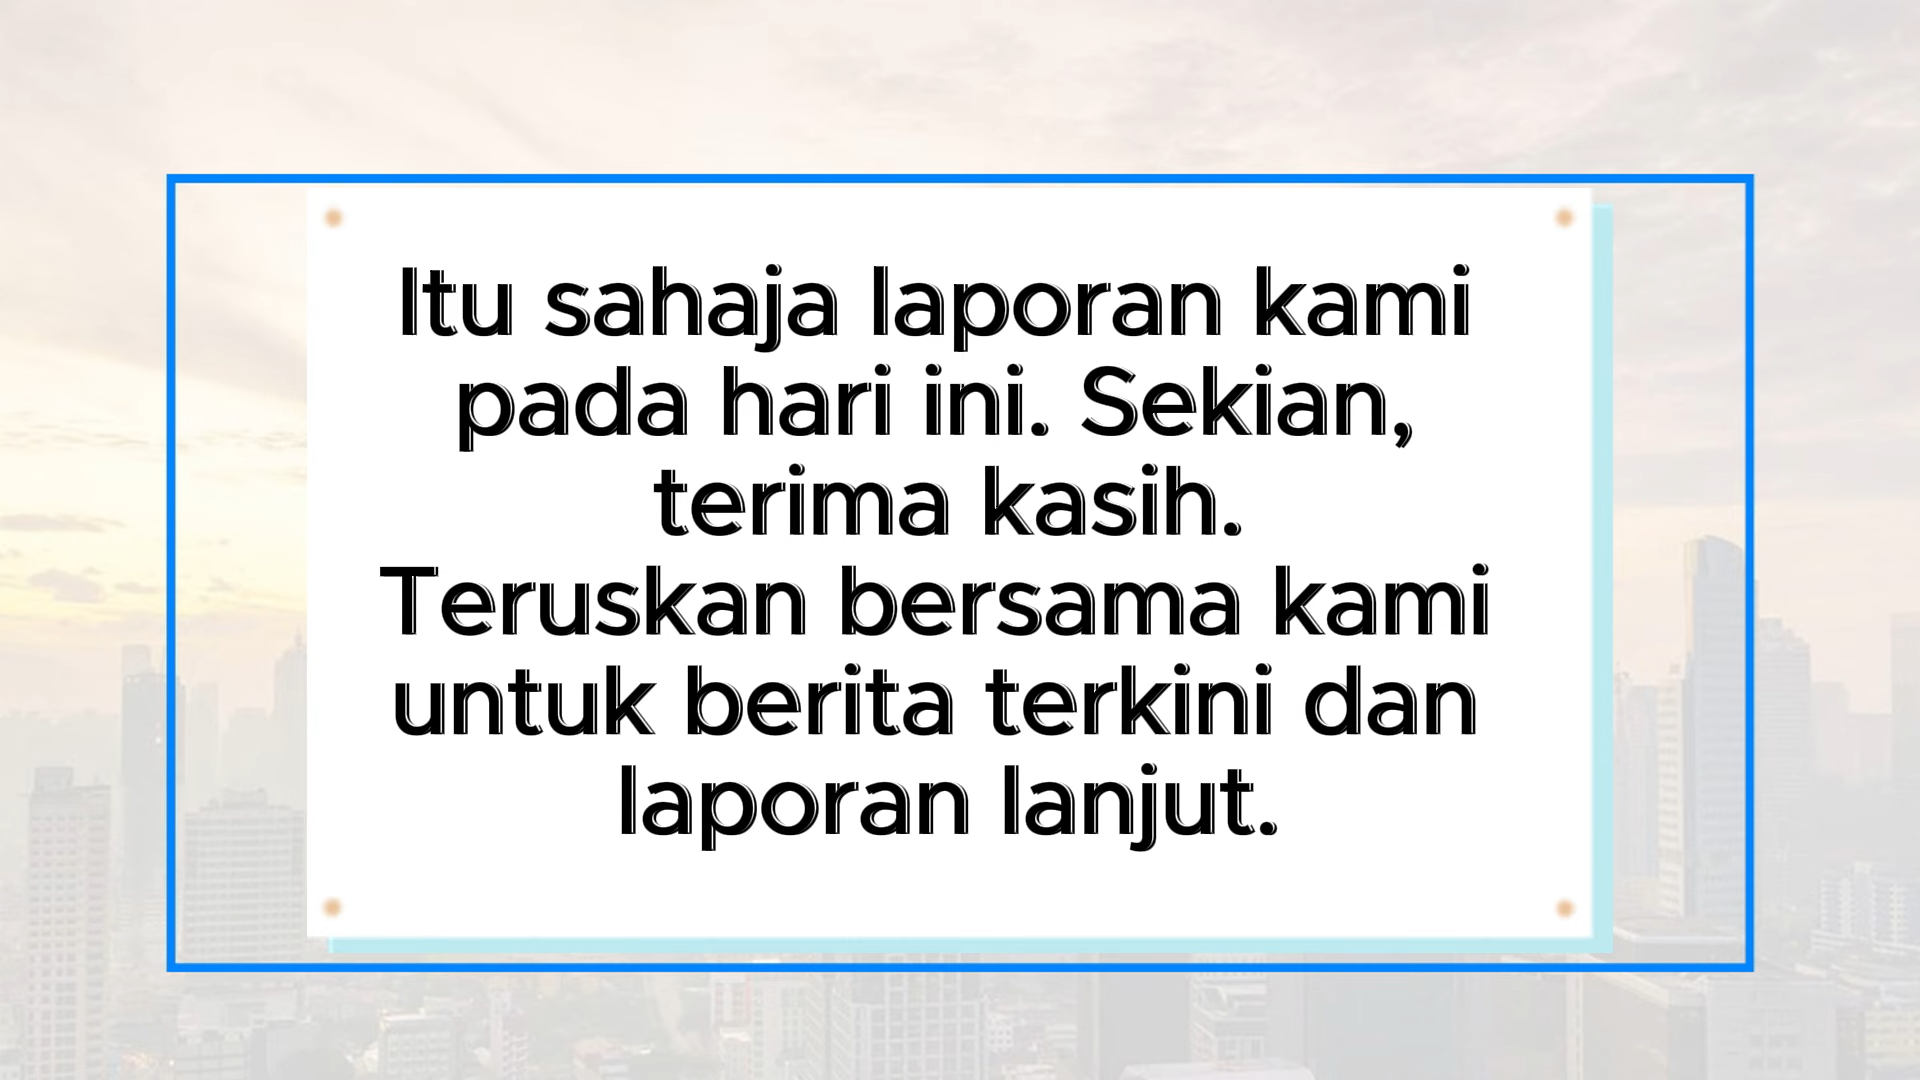 Itu sahaja laporan kami
pada hari ini. Sekian,
terima kasih.
Teruskan bersama kami
untuk berita terkini dan
laporan lanjut.